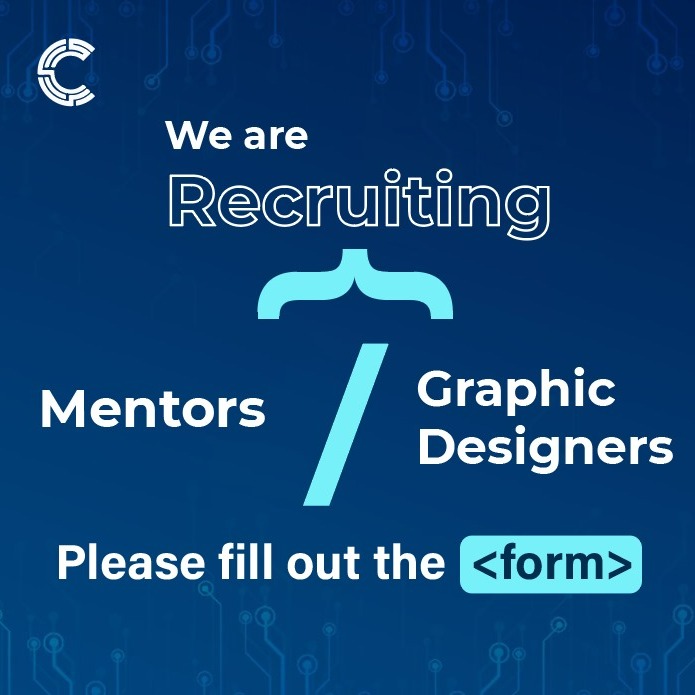 We are
Recruiting
Mentors
/
Graphic
Designers
Please fill out the <form>